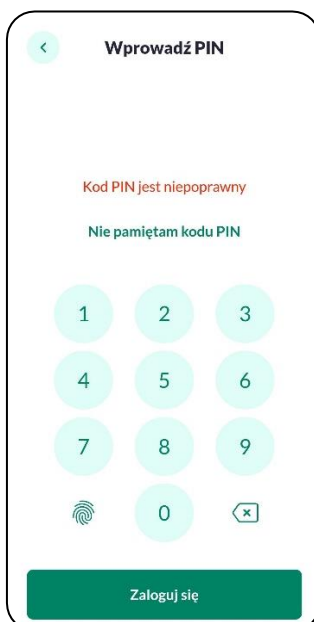 Wprowadź PIN
Kod PIN jest niepoprawny
Nie pamiętam kodu PIN
1 2 3
4 5 6
7 8 9
0
Zaloguj się